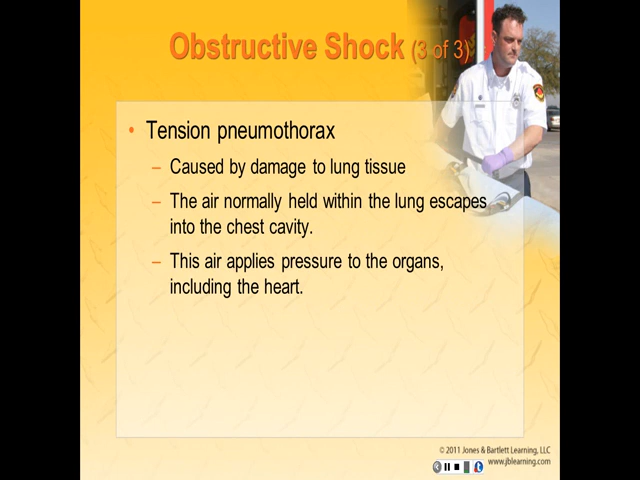 Obstructive Shock (3 of 3)
• Tension pneumothorax
– Caused by damage to lung tissue
– The air normally held within the lung escapes
into the chest cavity.
– This air applies pressure to the organs,
including the heart.
© 2011 Jones & Bartlett Learning, LLC
www.jblearning.com